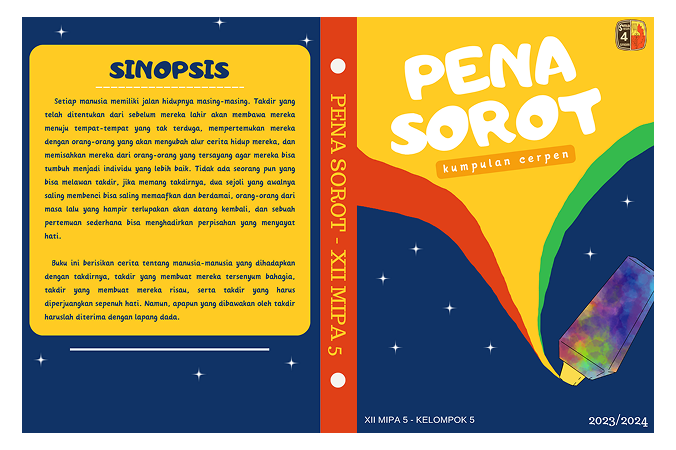 SINOPSIS
Setiap manusia memiliki jalan hidupnya masing-masing. Takdir yang
telah ditentukan dari sebelum mereka lahir akan membawa mereka
menuju tempat-tempat yang tak terduga, mempertemukan mereka
dengan orang-orang yang akan mengubah alur cerita hidup mereka, dan
memisahkan mereka dari orang-orang yang tersayang agar mereka bisa
tumbuh menjadi individu yang lebih baik. Tidak ada seorang pun yang
bisa melawan takdir, jika memang takdirnya, dua sejoli yang awalnya
saling membenci bisa saling memaafkan dan berdamai, orang-orang dari
masa lalu yang hampir terlupakan akan datang kembali, dan sebuah
pertemuan sederhana bisa menghadirkan perpisahan yang menyayat
hati.
Buku ini berisikan cerita tentang manusia-manusia yang dihadapkan
dengan takdirnya, takdir yang membuat mereka tersenyum bahagia,
takdir yang membuat mereka risau, serta takdir yang harus
diperjuangkan sepenuh hati. Namun, apapun yang dibawakan oleh takdir
haruslah diterima dengan lapang dada.
PENA SOROT - XII MIPA 5
PENA
SOROT
kumpulan cerpen
4
XII MIPA 5 - KELOMPOK 5
2023/2024